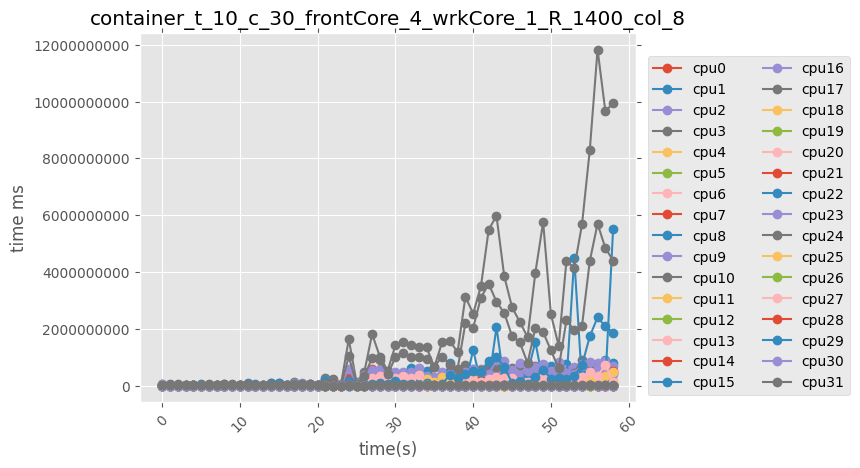 container_t_10_c_30_frontCore_4_wrkCore_1_R_1400_col_8
time ms
12000000000
10000000000
8000000000
6000000000
4000000000
2000000000
0
0 10 20 30 40 50 60
time(s)
cpu0 cpu16
cpu1 cpu17
cpu2 cpu18
cpu3 cpu19
cpu4 cpu20
cpu5 cpu21
cpu6 cpu22
cpu7 cpu23
cpu8 cpu24
cpu9 cpu25
cpu10 cpu26
cpu11 cpu27
cpu12 cpu28
cpu13 cpu29
cpu14 cpu30
cpu15 cpu31